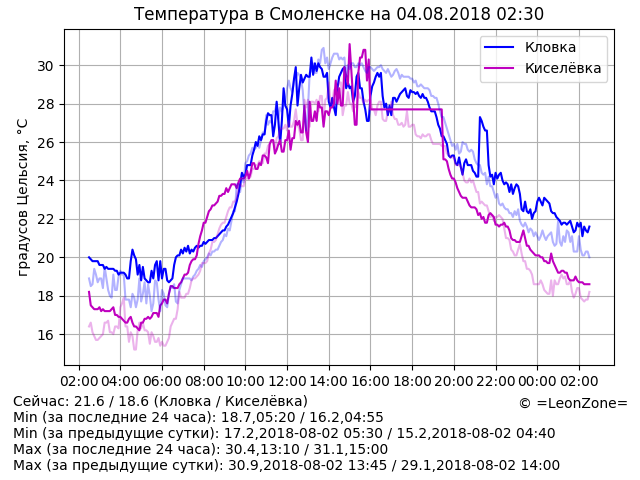 Температура в Смоленске на 04.08.2018 02:30
градусов Цельсия, °C
30
28
26
24
22
20
18
16
Кловка
Киселёвка
02:00 04:00 06:00 08:00 10:00 12:00 14:00 16:00 18:00 20:00 22:00 00:00 02:00
Сейчас: 21.6 / 18.6 (Кловка / Киселёвка)
© =LeonZone=
Min (за последние 24 часа): 18.7,05:20 / 16.2,04:55
Min (за предыдущие сутки): 17.2,2018-08-02 05:30 / 15.2,2018-08-02 04:40
Max (за последние 24 часа): 30.4,13:10 / 31.1,15:00
Max (за предыдущие сутки): 30.9,2018-08-02 13:45 / 29.1,2018-08-02 14:00